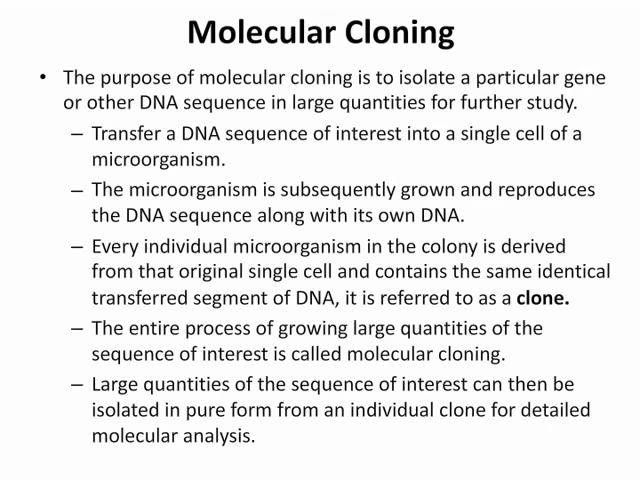 Molecular Cloning
• The purpose of molecular cloning is to isolate a particular gene
or other DNA sequence in large quantities for further study.
– Transfer a DNA sequence of interest into a single cell of a
microorganism.
– The microorganism is subsequently grown and reproduces
the DNA sequence along with its own DNA.
– Every individual microorganism in the colony is derived
from that original single cell and contains the same identical
transferred segment of DNA, it is referred to as a clone.
– The entire process of growing large quantities of the
sequence of interest is called molecular cloning.
– Large quantities of the sequence of interest can then be
isolated in pure form from an individual clone for detailed
molecular analysis.